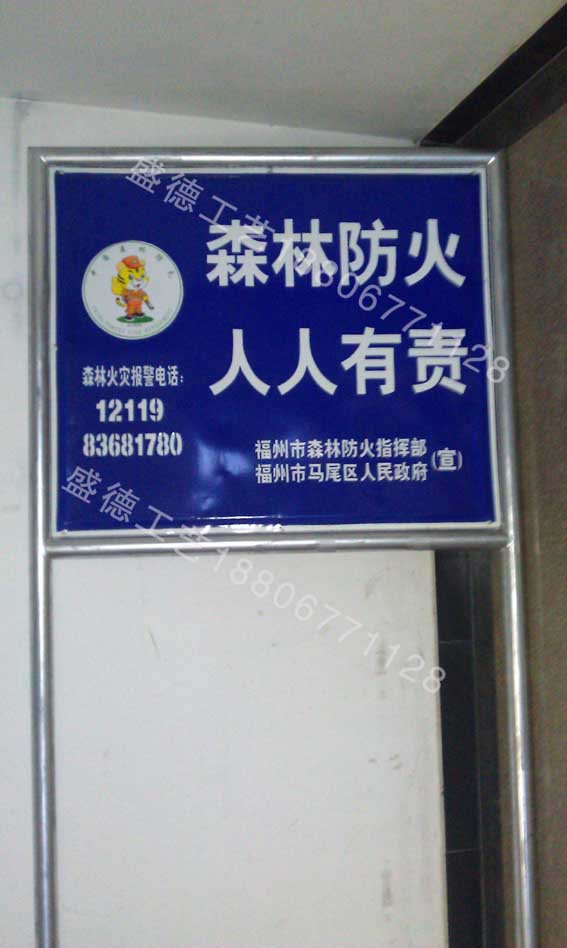 森林防火
人人有责
森林火灾报警电话:
12119
83681780
福州市森林防火指挥部
福州市马尾区人民政府
(宣)
盛德工艺18806771128
盛德工艺18806771128